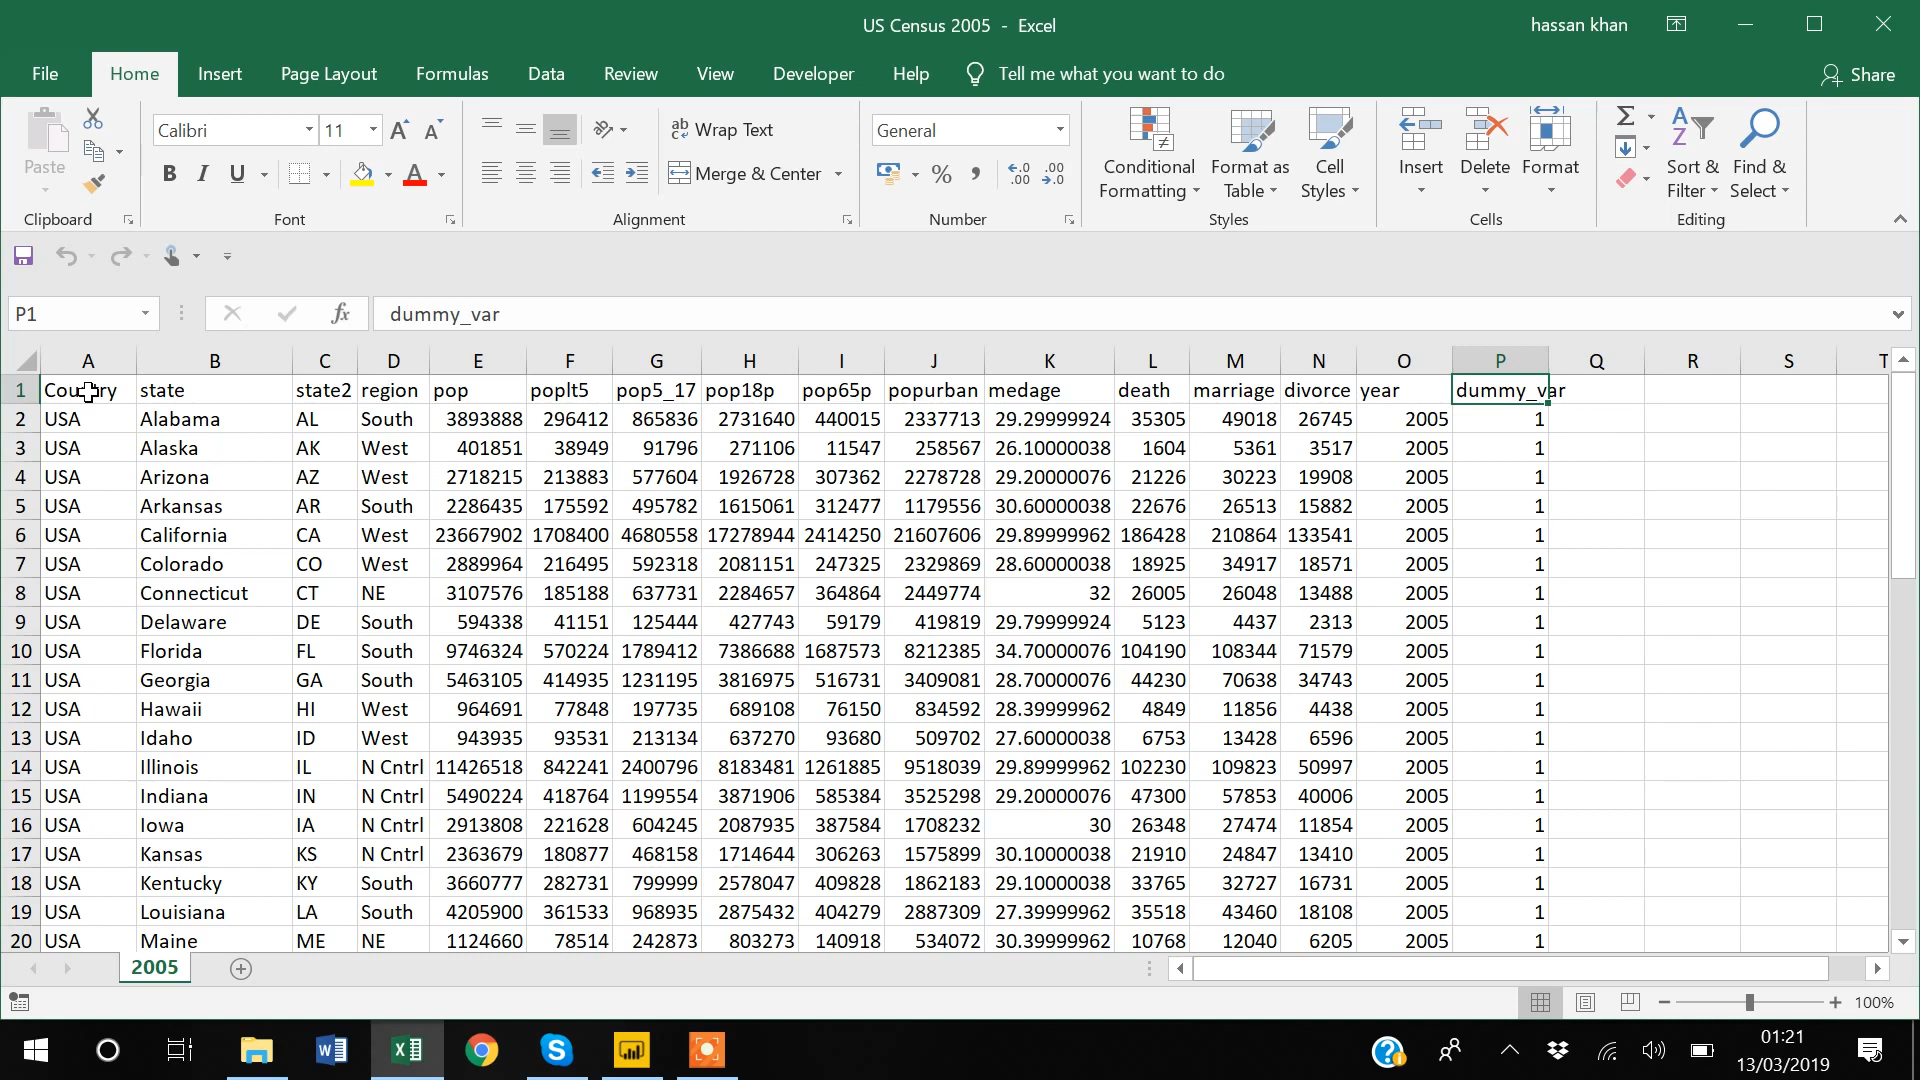 US Census 2005 - Excel
hassan khan
File Home Insert Page Layout Formulas Data Review View Developer Help Tell me what you want to do Share
Paste
Clipboard
Calibri 11
B I U
Font
Wrap Text
Merge & Center
Alignment
General
% ,
Number
Conditional Formatting
Format as Table
Cell Styles
Styles
Insert
Delete
Format
Cells
Sort & Filter
Find & Select
Editing
P1 fx dummy_var
A B C D E F G H I J K L M N O P Q R S T
1 Country state state2 region pop poplt5 pop5_17 pop18p pop65p popurban medage death marriage divorce year dummy_var
2 USA Alabama AL South 3893888 296412 865836 2731640 440015 2337713 29.29999924 35305 49018 26745 2005 1
3 USA Alaska AK West 401851 38949 91796 271106 11547 258567 26.10000038 1604 5361 3517 2005 1
4 USA Arizona AZ West 2718215 213883 577604 1926728 307362 2278728 29.20000076 21226 30223 19908 2005 1
5 USA Arkansas AR South 2286435 175592 495782 1615061 312477 1179556 30.60000038 22676 26513 15882 2005 1
6 USA California CA West 23667902 1708400 4680558 17278944 2414250 21607606 29.89999962 186428 210864 133541 2005 1
7 USA Colorado CO West 2889964 216495 592318 2081151 247325 2329869 28.60000038 18925 34917 18571 2005 1
8 USA Connecticut CT NE 3107576 185188 637731 2284657 364864 2449774 32 26005 26048 13488 2005 1
9 USA Delaware DE South 594338 41151 125444 427743 59179 419819 29.79999924 5123 4437 2313 2005 1
10 USA Florida FL South 9746324 570224 1789412 7386688 1687573 8212385 34.70000076 104190 108344 71579 2005 1
11 USA Georgia GA South 5463105 414935 1231195 3816975 516731 3409081 28.70000076 44230 70638 34743 2005 1
12 USA Hawaii HI West 964691 77848 197735 689108 76150 834592 28.39999962 4849 11856 4438 2005 1
13 USA Idaho ID West 943935 93531 213134 637270 93680 509702 27.60000038 6753 13428 6596 2005 1
14 USA Illinois IL N Cntrl 11426518 842241 2400796 8183481 1261885 9518039 29.89999962 102230 109823 50997 2005 1
15 USA Indiana IN N Cntrl 5490224 418764 1199554 3871906 585384 3525298 29.20000076 47300 57853 40006 2005 1
16 USA Iowa IA N Cntrl 2913808 221628 604245 2087935 387584 1708232 30 26348 27474 11854 2005 1
17 USA Kansas KS N Cntrl 2363679 180877 468158 1714644 306263 1575899 30.10000038 21910 24847 13410 2005 1
18 USA Kentucky KY South 3660777 282731 799999 2578047 409828 1862183 29.10000038 33765 32727 16731 2005 1
19 USA Louisiana LA South 4205900 361533 968935 2875432 404279 2887309 27.39999962 35518 43460 18108 2005 1
20 USA Maine ME NE 1124660 78514 242873 803273 140918 534072 30.39999962 10768 12040 6205 2005 1
2005
100%
01:21
13/03/2019